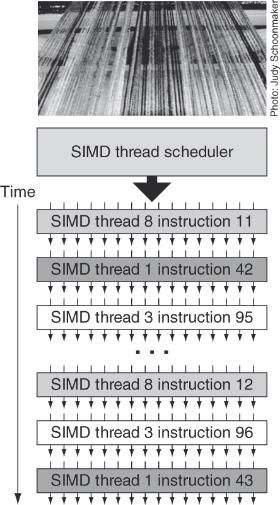 Photo: Judy Schoonmaker
SIMD thread scheduler
Time
SIMD thread 8 instruction 11
SIMD thread 1 instruction 42
SIMD thread 3 instruction 95
. . .
SIMD thread 8 instruction 12
SIMD thread 3 instruction 96
SIMD thread 1 instruction 43